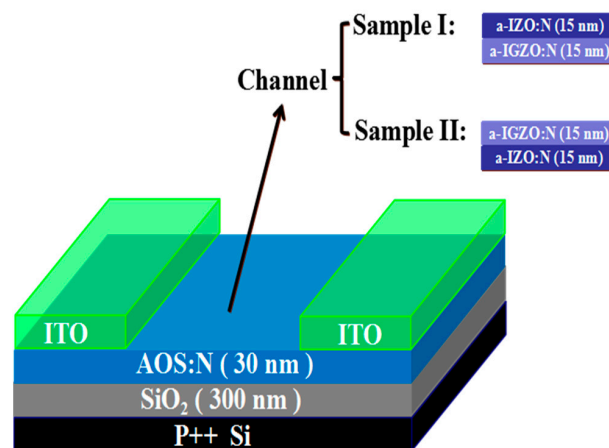 Sample I:
a-IZO:N (15 nm)
a-IGZO:N (15 nm)
Channel
Sample II:
a-IGZO:N (15 nm)
a-IZO:N (15 nm)
ITO
ITO
AOS:N ( 30 nm)
SiO₂ ( 300 nm)
P++ Si